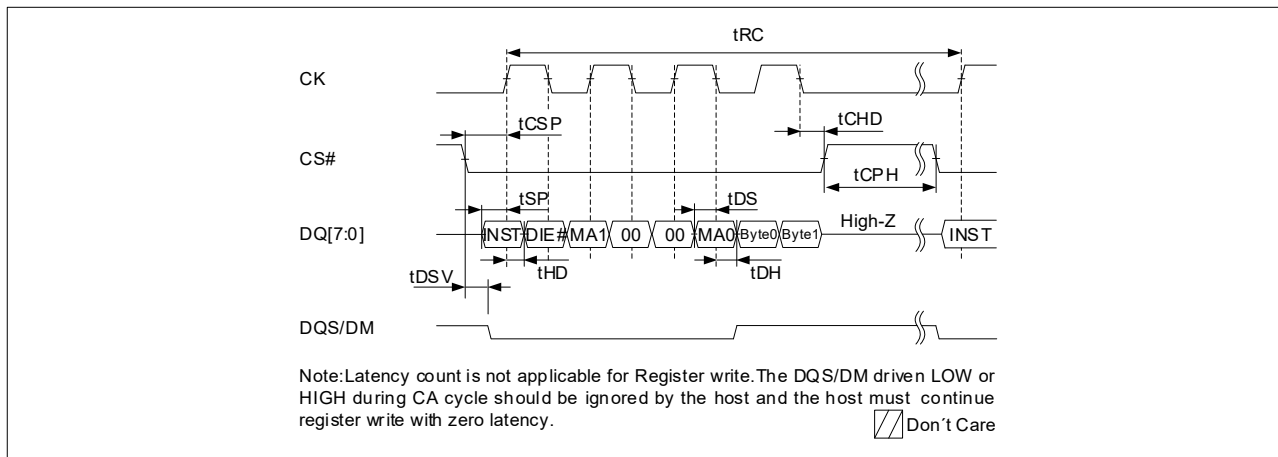 tRC
CK
tCSP
tCHD
CS#
tCPH
tSP
tDS
DQ[7:0]
INST DIE# MA1 00 00 MA0 Byte0 Byte1 High-Z INST
tHD
tDH
tDSV
DQS/DM
Note:Latency count is not applicable for Register write.The DQS/DM driven LOW or
HIGH during CA cycle should be ignored by the host and the host must continue
register write with zero latency.
Don´t Care